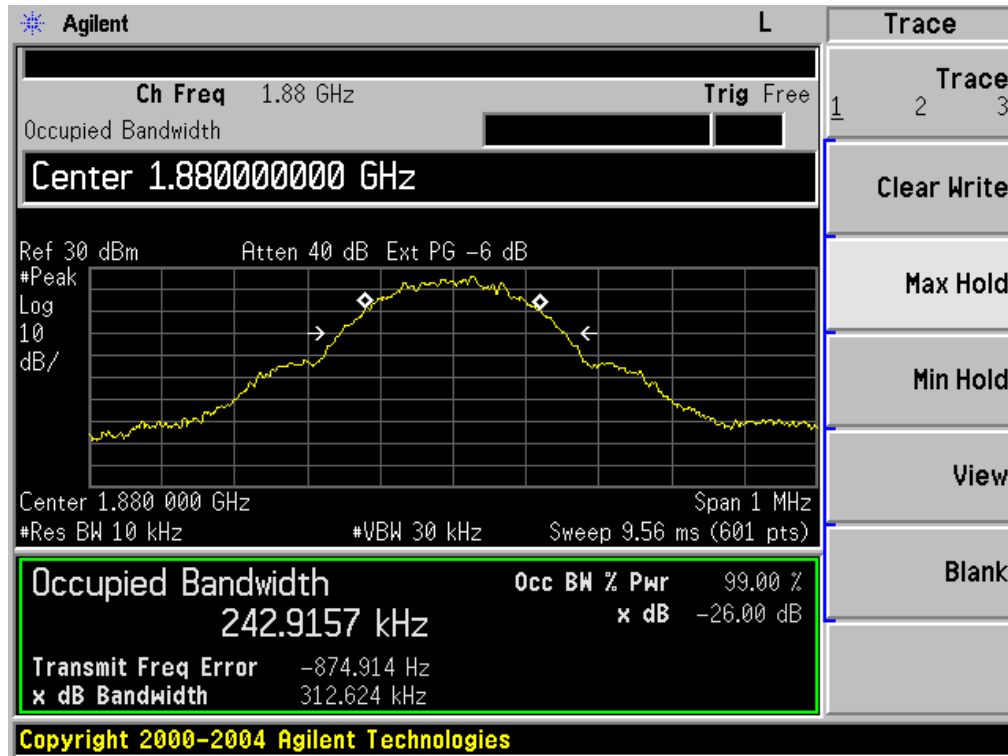 Agilent L Trace
Ch Freq 1.88 GHz Trig Free
Occupied Bandwidth
Center 1.880000000 GHz
Ref 30 dBm Atten 40 dB Ext PG -6 dB
#Peak
Log
10
dB/
Center 1.880 000 GHz Span 1 MHz
#Res BW 10 kHz #VBW 30 kHz Sweep 9.56 ms (601 pts)
Occupied Bandwidth Occ BW % Pwr 99.00 %
242.9157 kHz x dB -26.00 dB
Transmit Freq Error -874.914 Hz
x dB Bandwidth 312.624 kHz
Copyright 2000-2004 Agilent Technologies
Trace
1 2 3
Clear Write
Max Hold
Min Hold
View
Blank